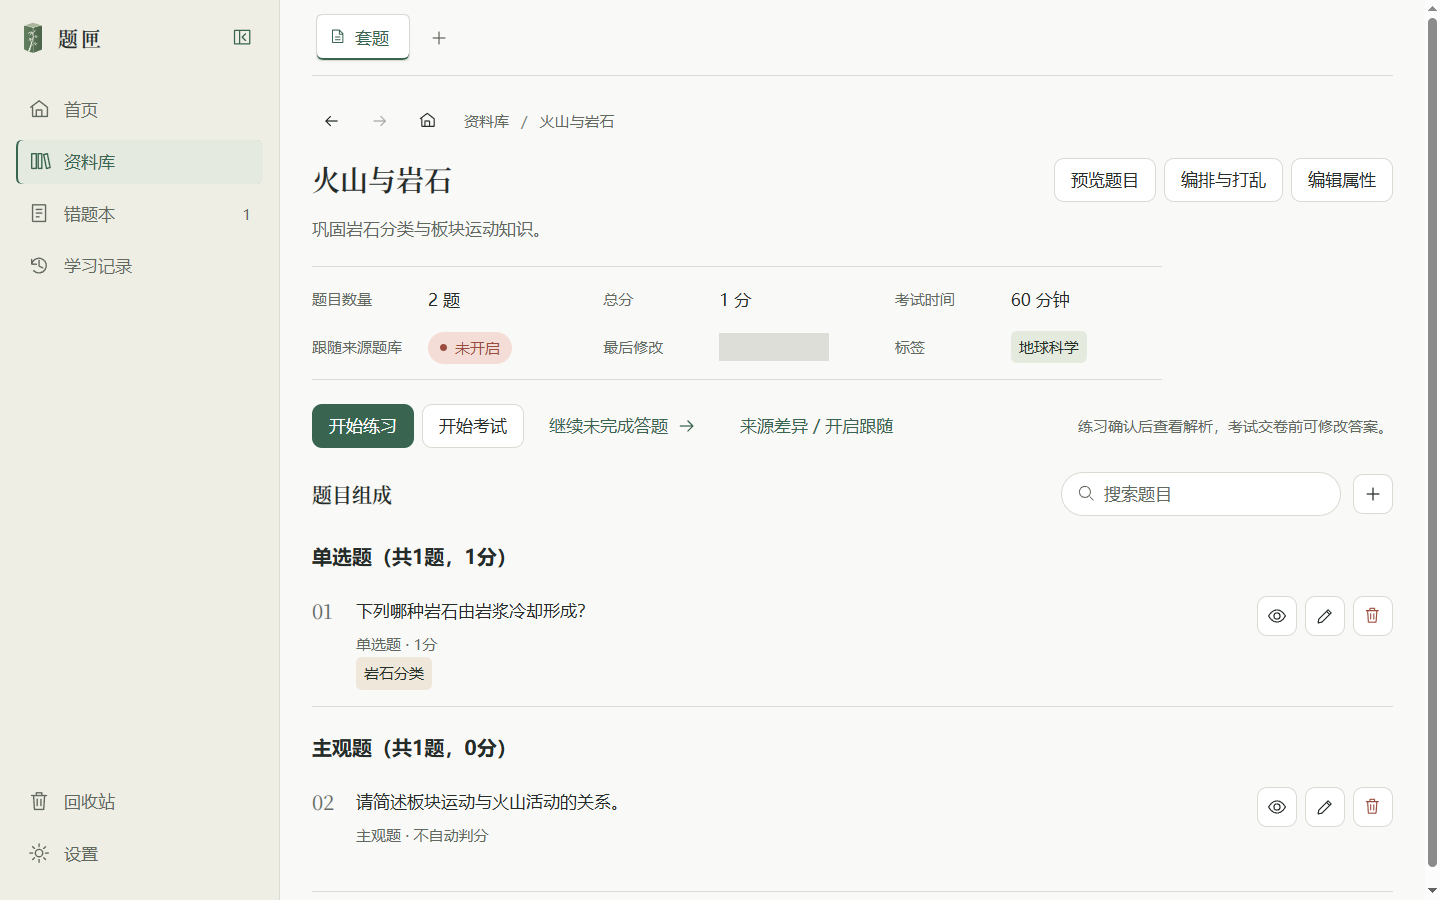 题匣
首页
资料库
错题本 1
学习记录
回收站
设置
套题
资料库 / 火山与岩石
火山与岩石
预览题目 编排与打乱 编辑属性
巩固岩石分类与板块运动知识。
题目数量 2 题 总分 1 分 考试时间 60 分钟
跟随来源题库 未开启 最后修改 标签 地球科学
开始练习 开始考试 继续未完成答题 → 来源差异 / 开启跟随 练习确认后查看解析，考试交卷前可修改答案。
题目组成 搜索题目
单选题（共1题，1分）
01 下列哪种岩石由岩浆冷却形成？
单选题 · 1分
岩石分类
主观题（共1题，0分）
02 请简述板块运动与火山活动的关系。
主观题 · 不自动判分